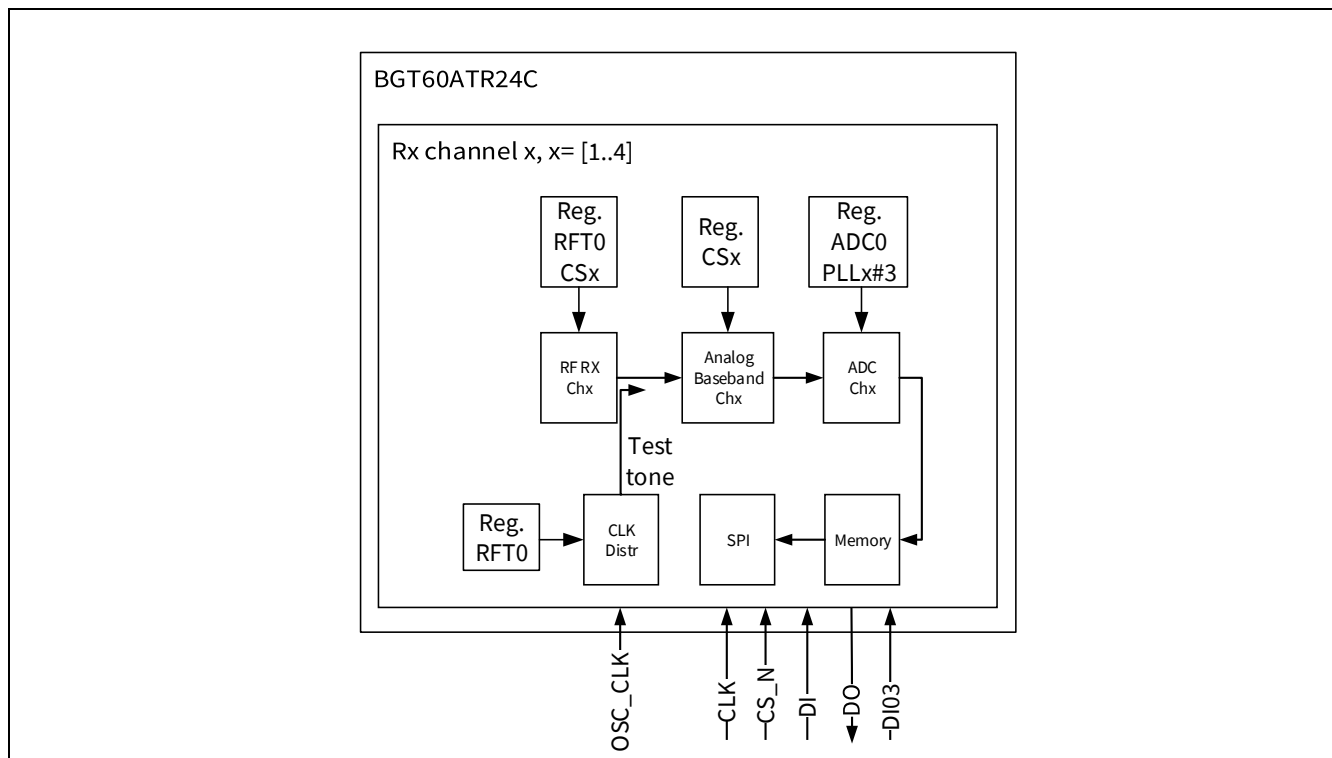 BGT60ATR24C
Rx channel x, x= [1..4]
Reg.
RFT0
CSx
Reg.
CSx
Reg.
ADC0
PLLx#3
RF RX
Chx
Analog
Baseband
Chx
ADC
Chx
Test
tone
Reg.
RFT0
CLK
Distr
SPI
Memory
OSC_CLK
CLK
CS_N
DI
DO
DI03